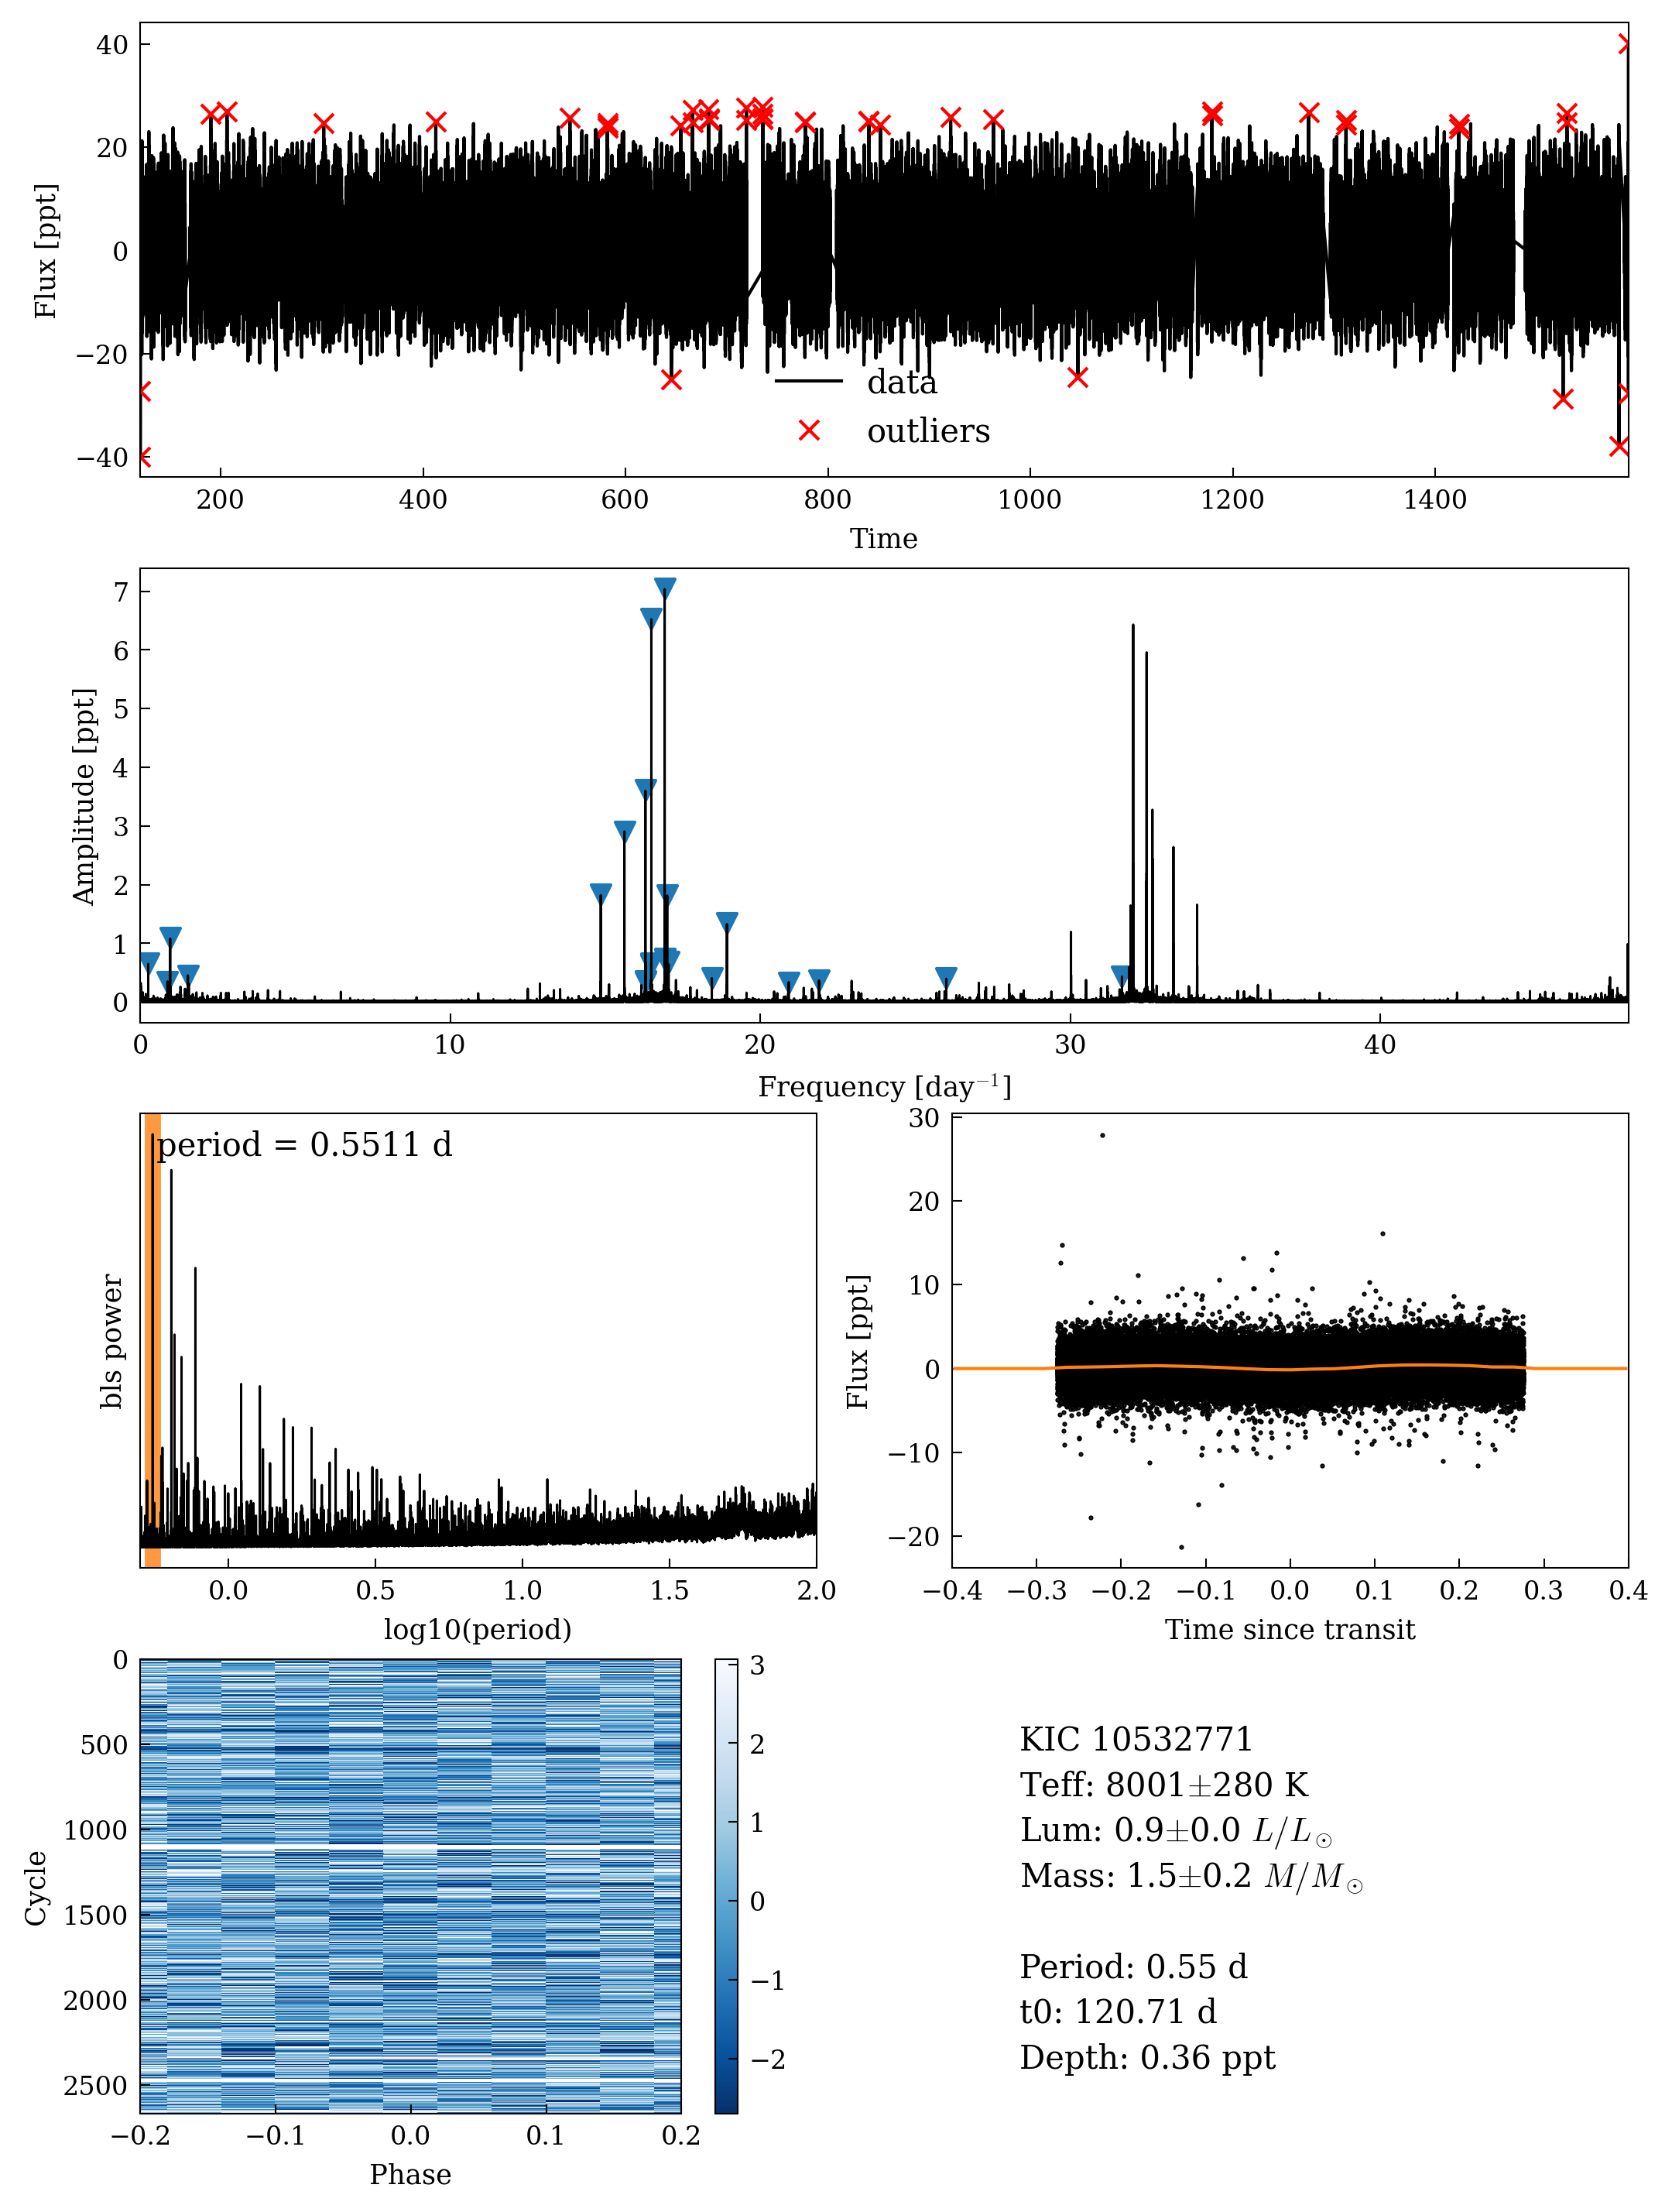 40
20
0
−20
−40
Flux [ppt]
data
outliers
200 400 600 800 1000 1200 1400
Time
7
6
5
4
3
2
1
0
Amplitude [ppt]
0 10 20 30 40
Frequency [day⁻¹]
period = 0.5511 d
bls power
0.0 0.5 1.0 1.5 2.0
log10(period)
30
20
10
0
−10
−20
Flux [ppt]
−0.4 −0.3 −0.2 −0.1 0.0 0.1 0.2 0.3 0.4
Time since transit
0
500
1000
1500
2000
2500
Cycle
−0.2 −0.1 0.0 0.1 0.2
Phase
3
2
1
0
−1
−2
KIC 10532771
Teff: 8001±280 K
Lum: 0.9±0.0 L/L⊙
Mass: 1.5±0.2 M/M⊙
Period: 0.55 d
t0: 120.71 d
Depth: 0.36 ppt